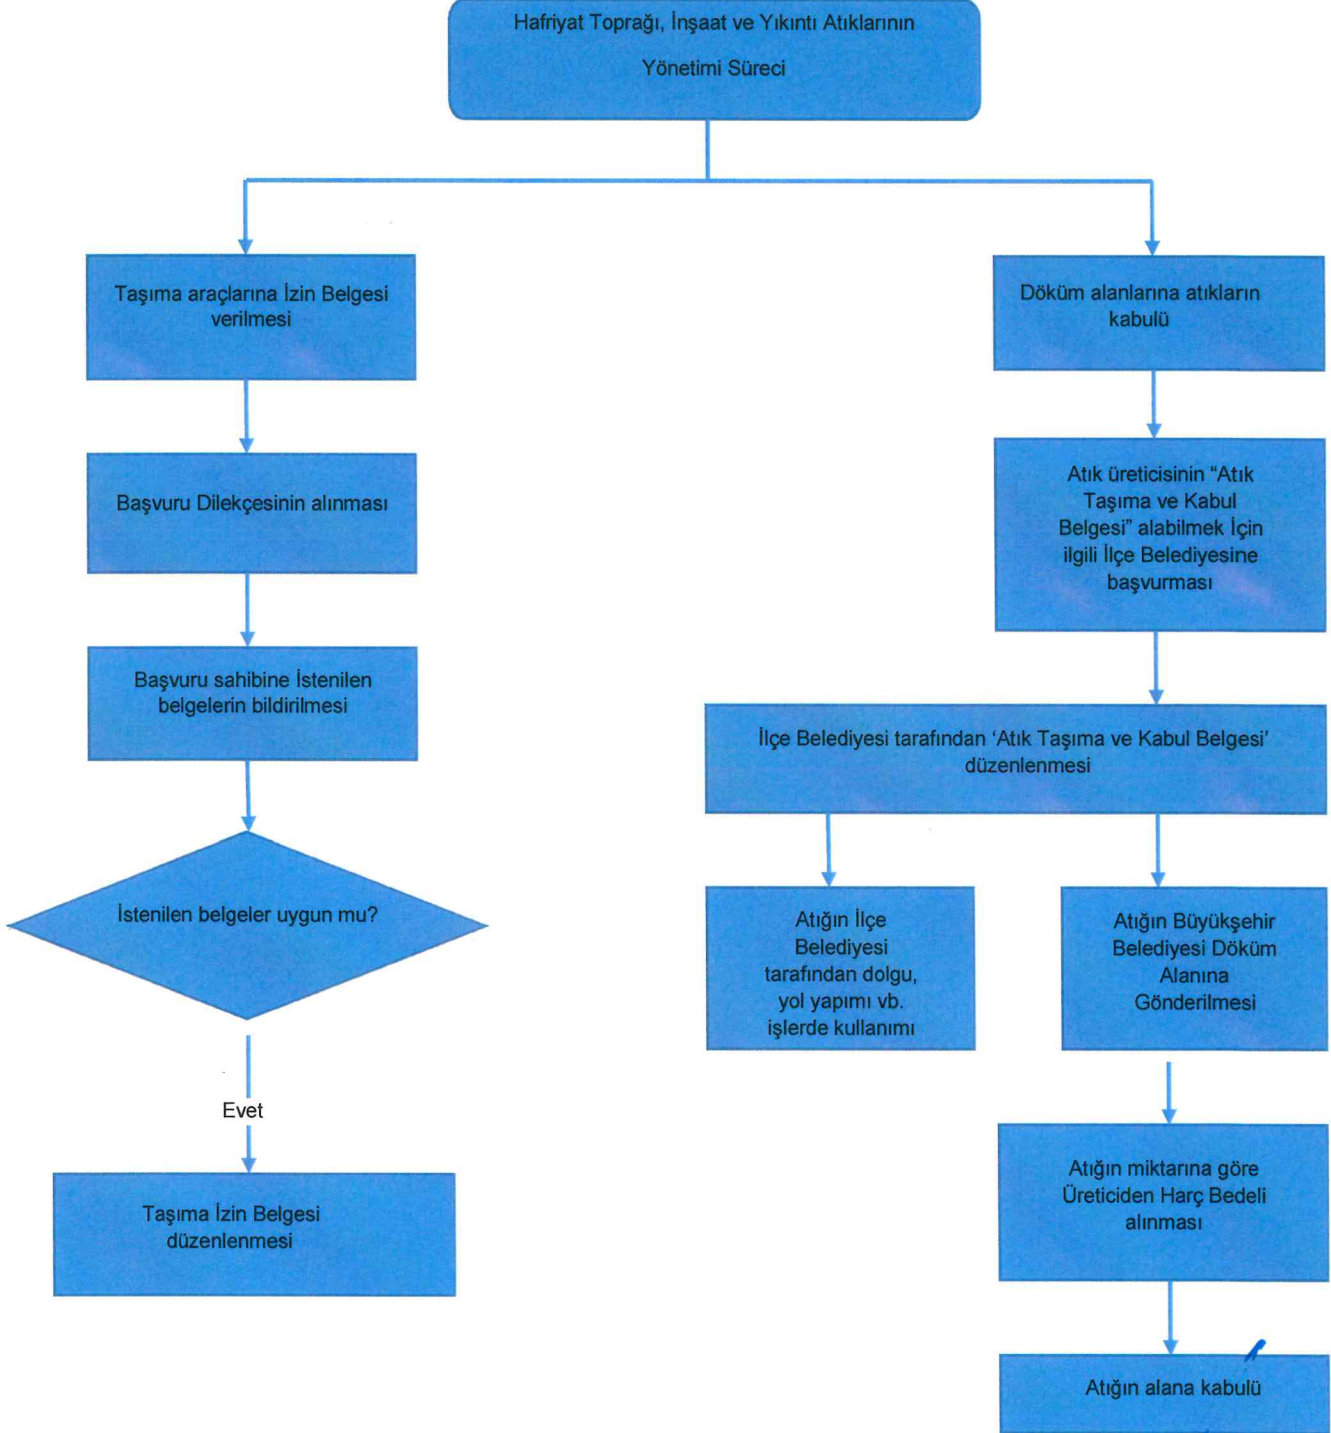 Hafriyat Toprağı, İnşaat ve Yıkıntı Atıklarının
Yönetimi Süreci
Taşıma araçlarına İzin Belgesi
verilmesi
Başvuru Dilekçesinin alınması
Başvuru sahibine İstenilen
belgelerin bildirilmesi
İstenilen belgeler uygun mu?
Evet
Taşıma İzin Belgesi
düzenlenmesi
Döküm alanlarına atıkların
kabulü
Atık üreticisinin “Atık
Taşıma ve Kabul
Belgesi” alabilmek İçin
ilgili İlçe Belediyesine
başvurması
İlçe Belediyesi tarafından ‘Atık Taşıma ve Kabul Belgesi’
düzenlenmesi
Atığın İlçe
Belediyesi
tarafından dolgu,
yol yapımı vb.
işlerde kullanımı
Atığın Büyükşehir
Belediyesi Döküm
Alanına
Gönderilmesi
Atığın miktarına göre
Üreticiden Harç Bedeli
alınması
Atığın alana kabulü